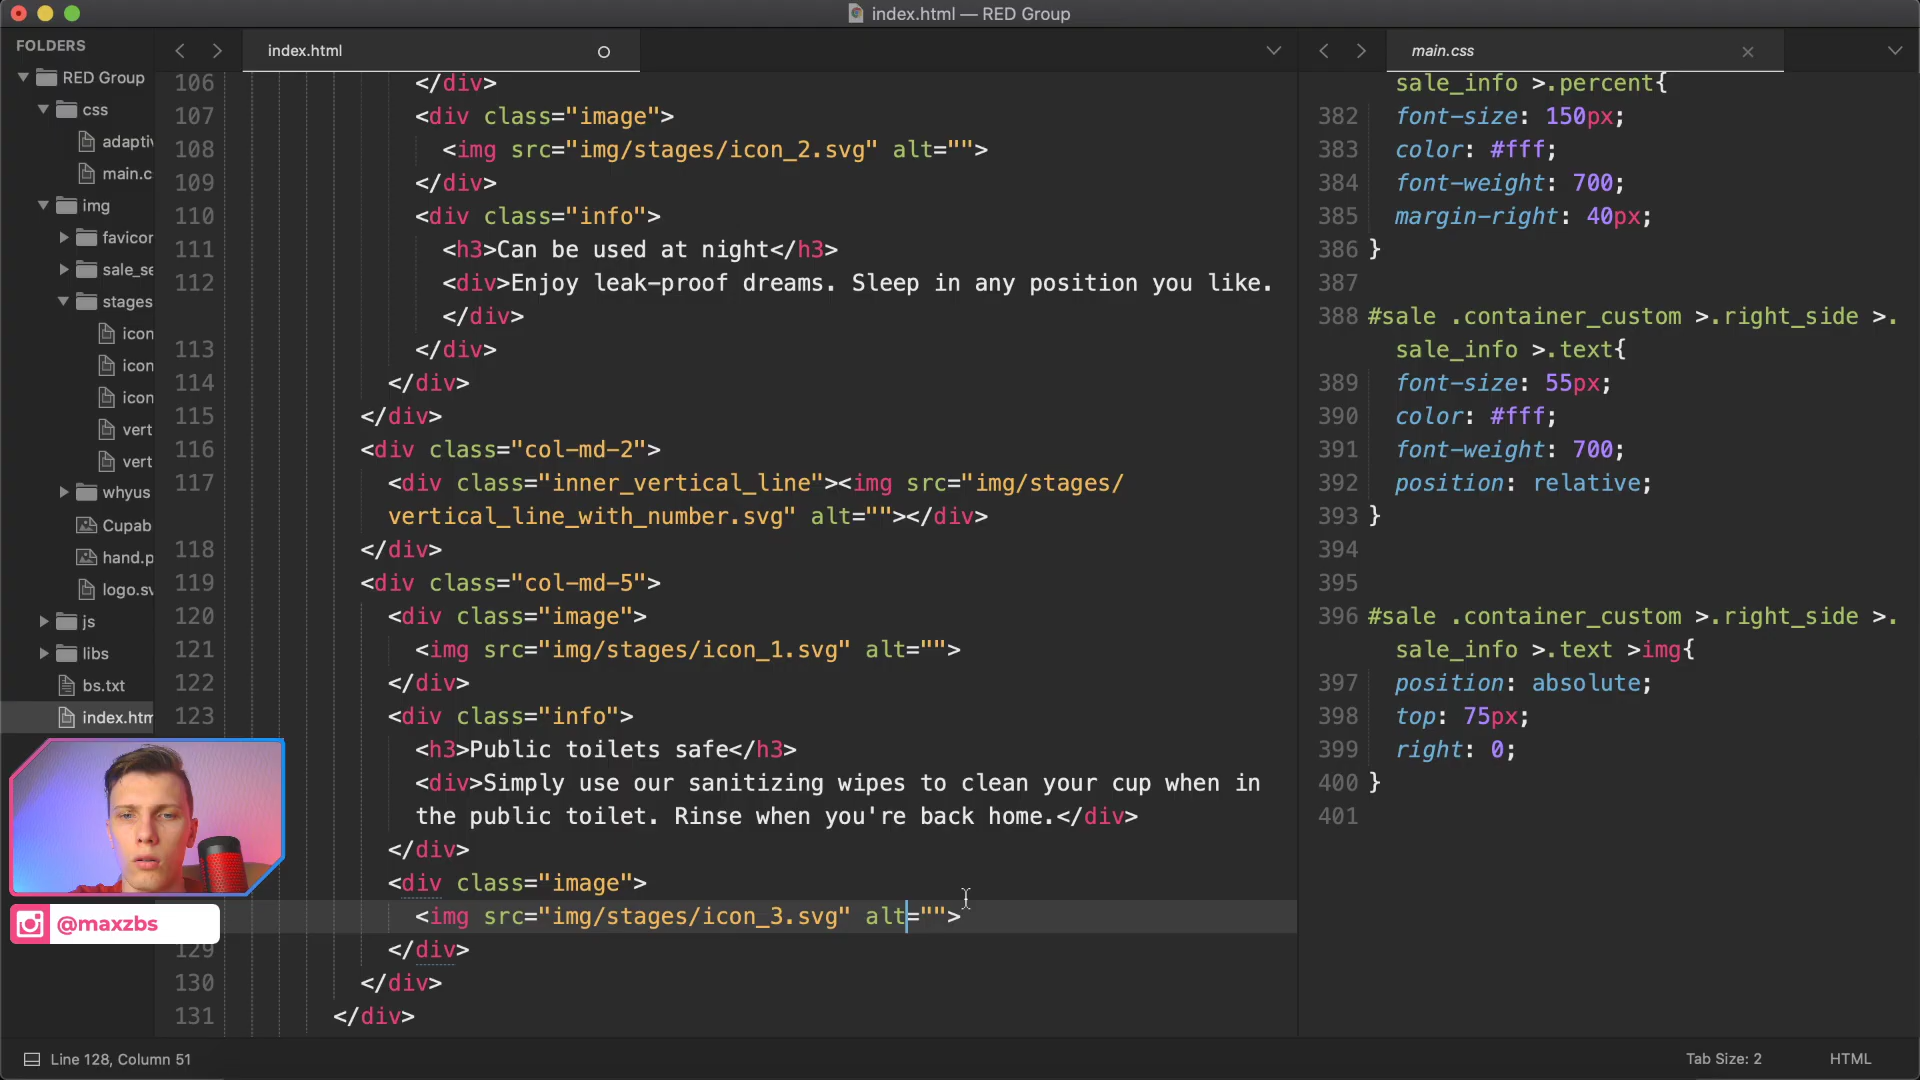 index.html — RED Group
FOLDERS
RED Group
css
adaptiv
main.c
img
favicor
sale_se
stages
icon
icon
icon
vert
vert
whyus
Cupab
hand.p
logo.sv
js
libs
bs.txt
index.htm
@maxzbs
index.html
106 </div>
107 <div class="image">
108 <img src="img/stages/icon_2.svg" alt="">
109 </div>
110 <div class="info">
111 <h3>Can be used at night</h3>
112 <div>Enjoy leak-proof dreams. Sleep in any position you like.
</div>
113 </div>
114 </div>
115 </div>
116 <div class="col-md-2">
117 <div class="inner_vertical_line"><img src="img/stages/
vertical_line_with_number.svg" alt=""></div>
118 </div>
119 <div class="col-md-5">
120 <div class="image">
121 <img src="img/stages/icon_1.svg" alt="">
122 </div>
123 <div class="info">
<h3>Public toilets safe</h3>
<div>Simply use our sanitizing wipes to clean your cup when in
the public toilet. Rinse when you're back home.</div>
</div>
<div class="image">
<img src="img/stages/icon_3.svg" alt="">
129 </div>
130 </div>
131 </div>
main.css
sale_info >.percent{
382 font-size: 150px;
383 color: #fff;
384 font-weight: 700;
385 margin-right: 40px;
386 }
387
388 #sale .container_custom >.right_side >.
sale_info >.text{
389 font-size: 55px;
390 color: #fff;
391 font-weight: 700;
392 position: relative;
393 }
394
395
396 #sale .container_custom >.right_side >.
sale_info >.text >img{
397 position: absolute;
398 top: 75px;
399 right: 0;
400 }
401
Line 128, Column 51
Tab Size: 2
HTML